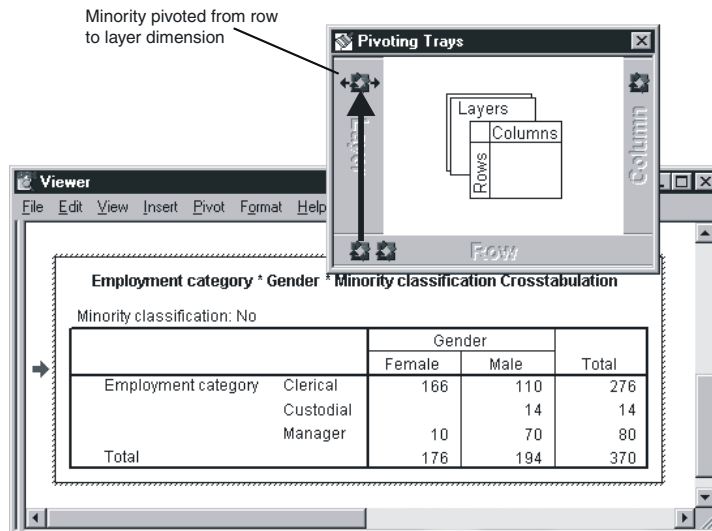 Minority pivoted from row
to layer dimension
Pivoting Trays
Layer
Layers
Columns
Rows
Column
Row
Viewer
File Edit View Insert Pivot Format Help
Employment category * Gender * Minority classification Crosstabulation
Minority classification: No
Gender
Female Male Total
Employment category Clerical 166 110 276
Custodial 14 14
Manager 10 70 80
Total 176 194 370